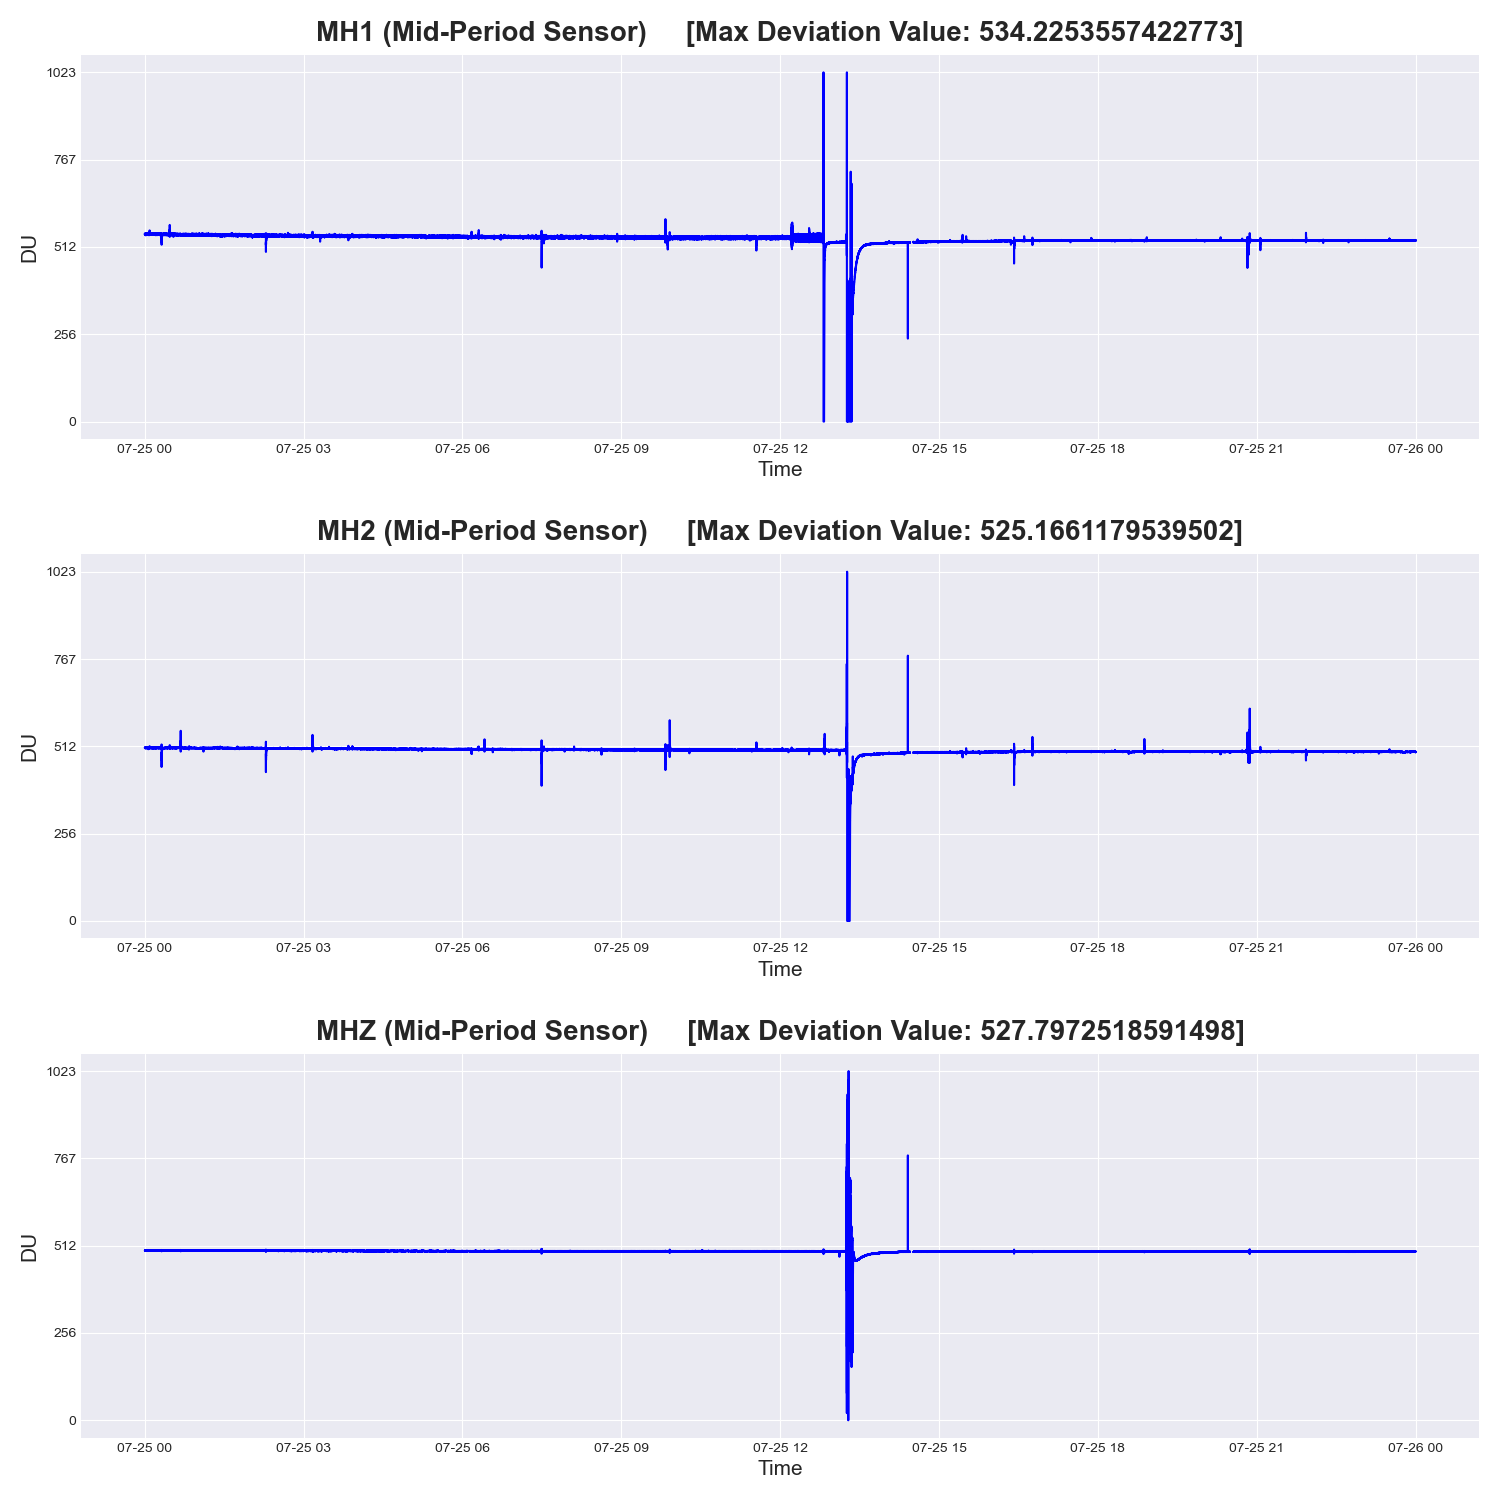 MH1 (Mid-Period Sensor) [Max Deviation Value: 534.2253557422773]
1023
767
512
256
0
DU
07-25 00 07-25 03 07-25 06 07-25 09 07-25 12 07-25 15 07-25 18 07-25 21 07-26 00
Time
MH2 (Mid-Period Sensor) [Max Deviation Value: 525.1661179539502]
1023
767
512
256
0
DU
07-25 00 07-25 03 07-25 06 07-25 09 07-25 12 07-25 15 07-25 18 07-25 21 07-26 00
Time
MHZ (Mid-Period Sensor) [Max Deviation Value: 527.7972518591498]
1023
767
512
256
0
DU
07-25 00 07-25 03 07-25 06 07-25 09 07-25 12 07-25 15 07-25 18 07-25 21 07-26 00
Time